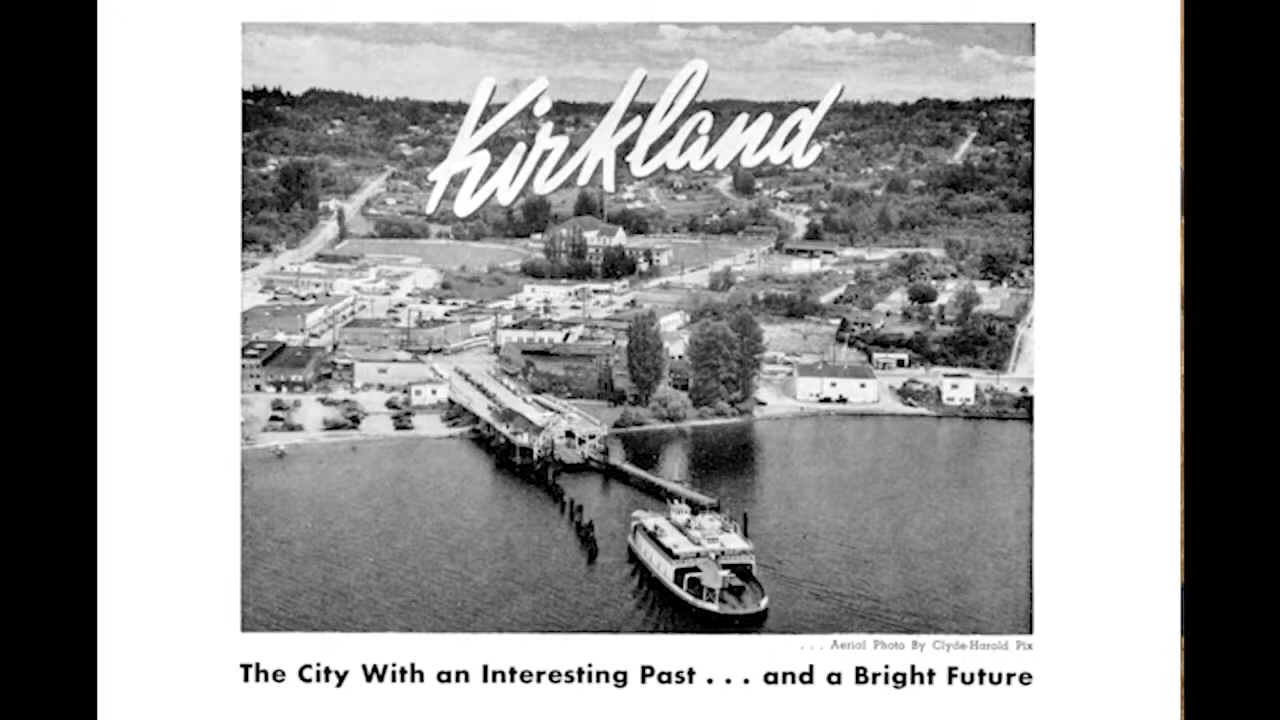 Kirkland
. . . Aerial Photo By Clyde-Harold Pix
The City With an Interesting Past . . . and a Bright Future